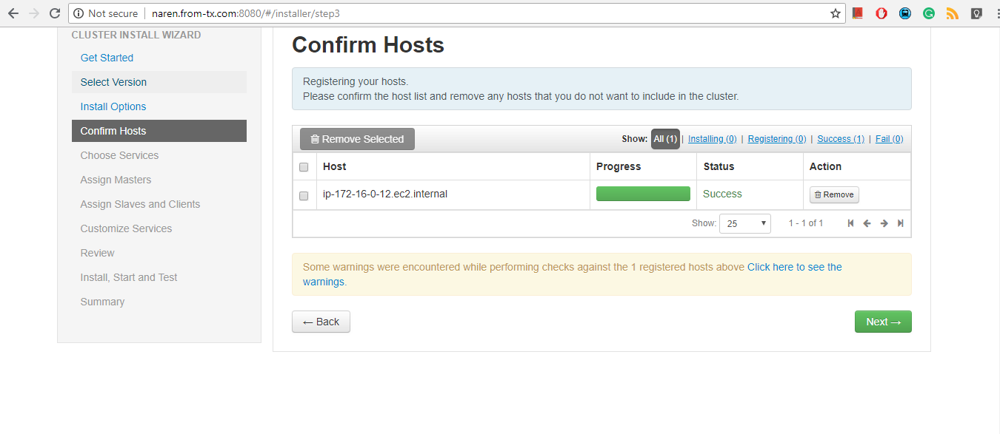 Not secure | naren.from-tx.com:8080/#/installer/step3
CLUSTER INSTALL WIZARD
Get Started
Select Version
Install Options
Confirm Hosts
Choose Services
Assign Masters
Assign Slaves and Clients
Customize Services
Review
Install, Start and Test
Summary
Confirm Hosts
Registering your hosts.
Please confirm the host list and remove any hosts that you do not want to include in the cluster.
Remove Selected
Show: All (1) | Installing (0) | Registering (0) | Success (1) | Fail (0)
Host Progress Status Action
ip-172-16-0-12.ec2.internal Success Remove
Show: 25 1 - 1 of 1
Some warnings were encountered while performing checks against the 1 registered hosts above Click here to see the
warnings.
← Back
Next →